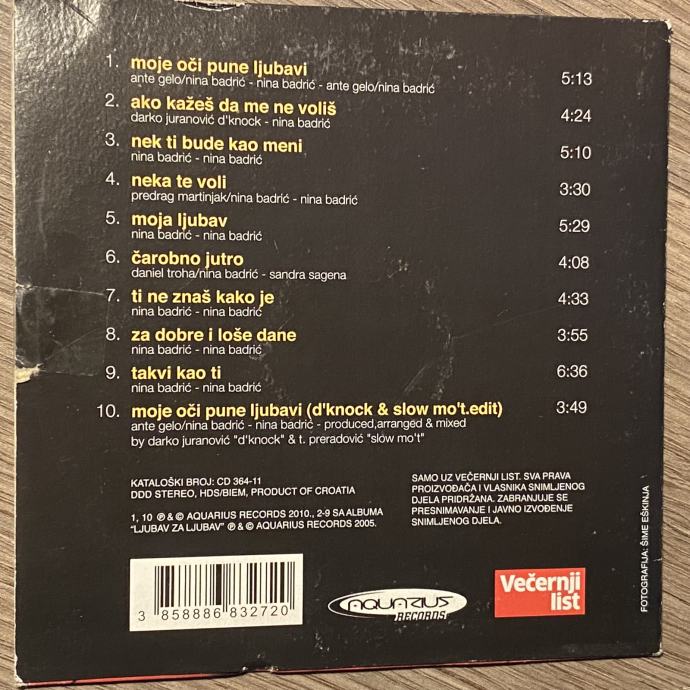 1. moje oči pune ljubavi 5:13
ante gelo/nina badrić - nina badrić - ante gelo/nina badrić
2. ako kažeš da me ne voliš 4:24
darko juranović d'knock - nina badrić
3. nek ti bude kao meni 5:10
nina badrić - nina badrić
4. neka te voli 3:30
predrag martinjak/nina badrić - nina badrić
5. moja ljubav 5:29
nina badrić - nina badrić
6. čarobno jutro 4:08
daniel troha/nina badrić - sandra sagena
7. ti ne znaš kako je 4:33
nina badrić - nina badrić
8. za dobre i loše dane 3:55
nina badrić - nina badrić
9. takvi kao ti 6:36
nina badrić - nina badrić
10. moje oči pune ljubavi (d'knock & slow mo't.edit) 3:49
ante gelo/nina badrić - nina badrić - produced,arranged & mixed
by darko juranović "d'knock" & t. preradović "slow mo't"
KATALOŠKI BROJ: CD 364-11
DDD STEREO, HDS/BIEM, PRODUCT OF CROATIA
1, 10 ℗ & © AQUARIUS RECORDS 2010., 2-9 SA ALBUMA
"LJUBAV ZA LJUBAV" ℗ & © AQUARIUS RECORDS 2005.
SAMO UZ VEČERNJI LIST. SVA PRAVA
PROIZVOĐAČA I VLASNIKA SNIMLJENOG
DJELA PRIDRŽANA. ZABRANJUJE SE
PRESNIMAVANJE I JAVNO IZVOĐENJE
SNIMLJENOG DJELA.
FOTOGRAFIJA: ŠIME EŠKINJA
3 858886 832720
AQUARIUS
RECORDS
Večernji
list